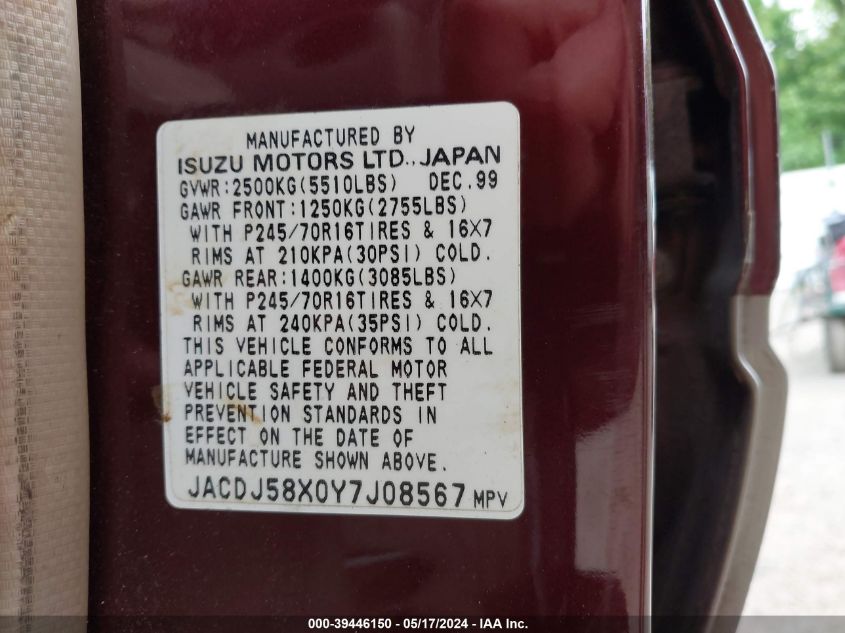 MANUFACTURED BY
ISUZU MOTORS LTD., JAPAN
GVWR:2500KG(5510LBS) DEC.99
GAWR FRONT:1250KG(2755LBS)
WITH P245/70R16TIRES & 16X7
RIMS AT 210KPA(30PSI) COLD.
GAWR REAR:1400KG(3085LBS)
WITH P245/70R16TIRES & 16X7
RIMS AT 240KPA(35PSI) COLD.
THIS VEHICLE CONFORMS TO ALL
APPLICABLE FEDERAL MOTOR
VEHICLE SAFETY AND THEFT
PREVENTION STANDARDS IN
EFFECT ON THE DATE OF
MANUFACTURE SHOWN ABOVE.
JACDJ58X0Y7J08567 MPV
000-39446150 - 05/17/2024 - IAA Inc.